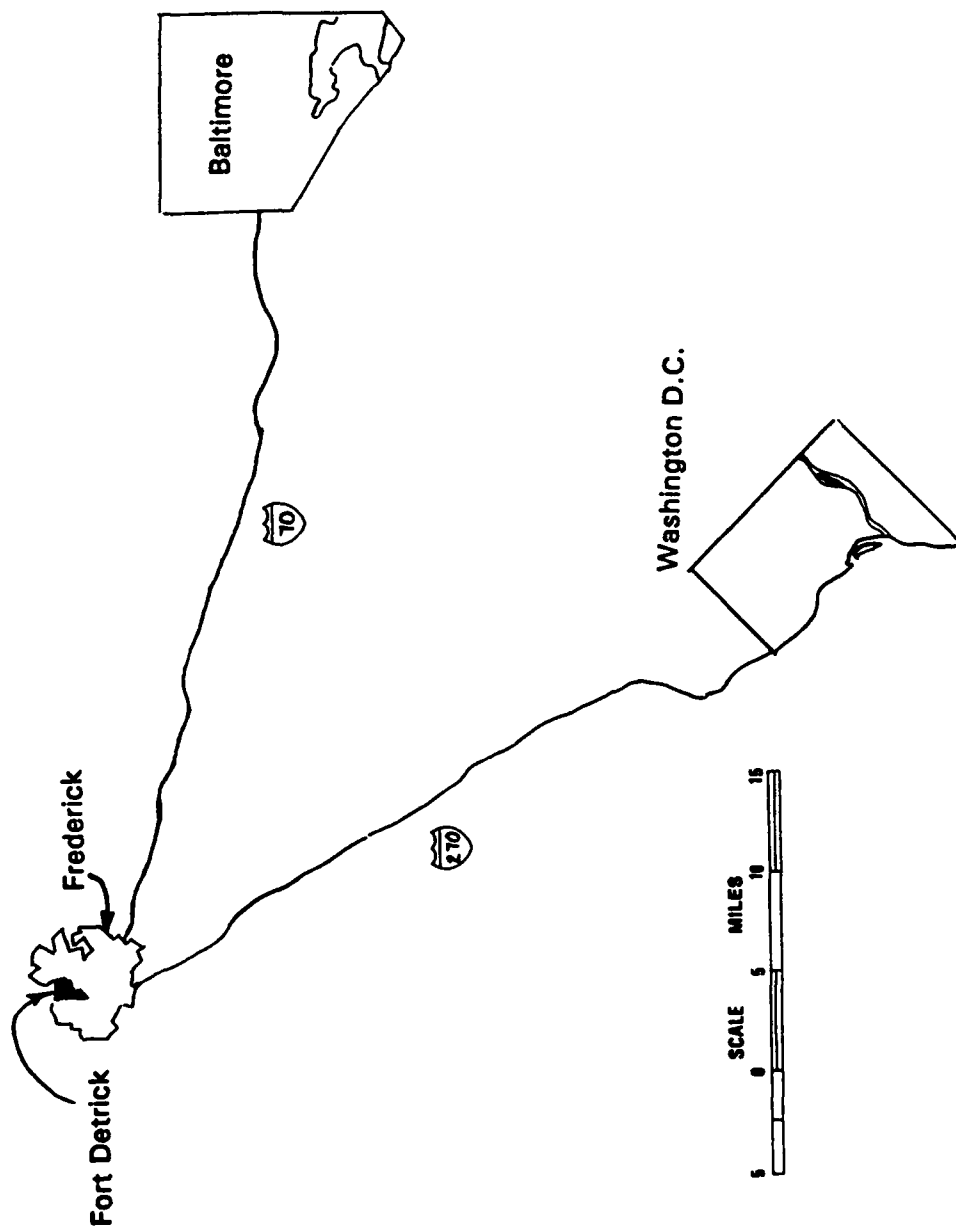 Fort Detrick
Frederick
Baltimore
70
270
Washington D.C.
SCALE MILES
5 0 5 10 15